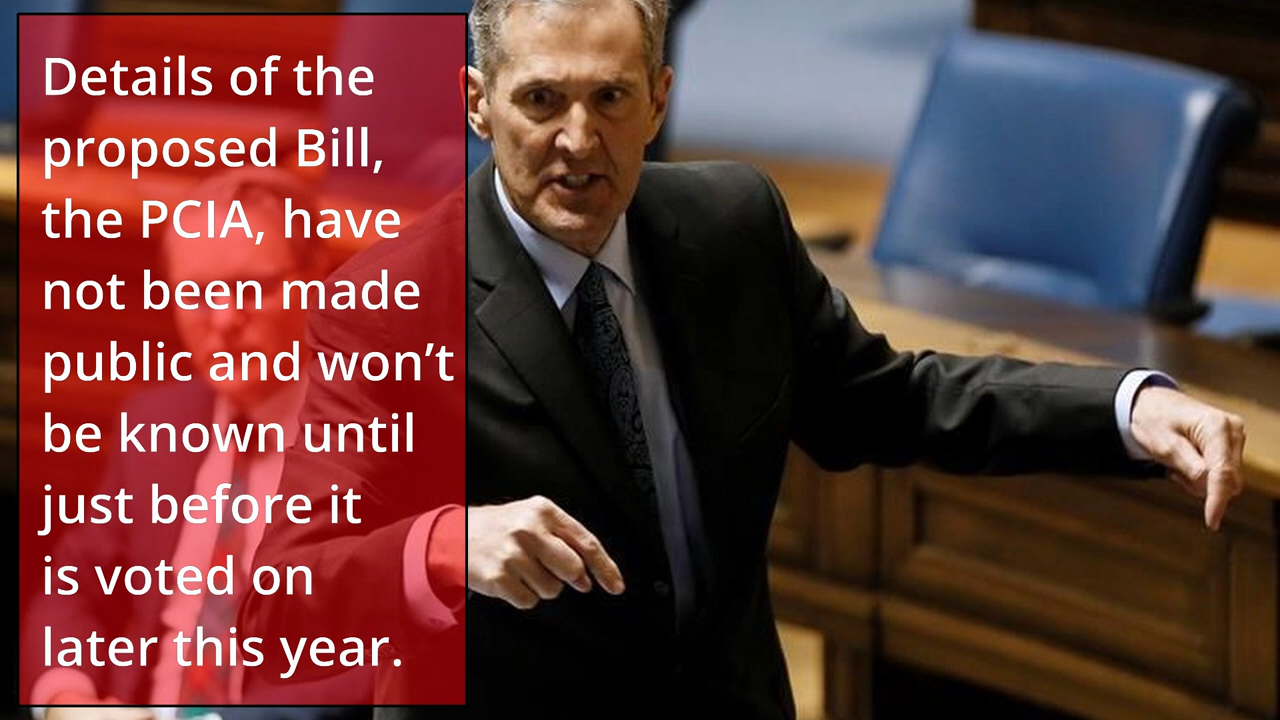 Details of the
proposed Bill,
the PCIA, have
not been made
public and won’t
be known until
just before it
is voted on
later this year.